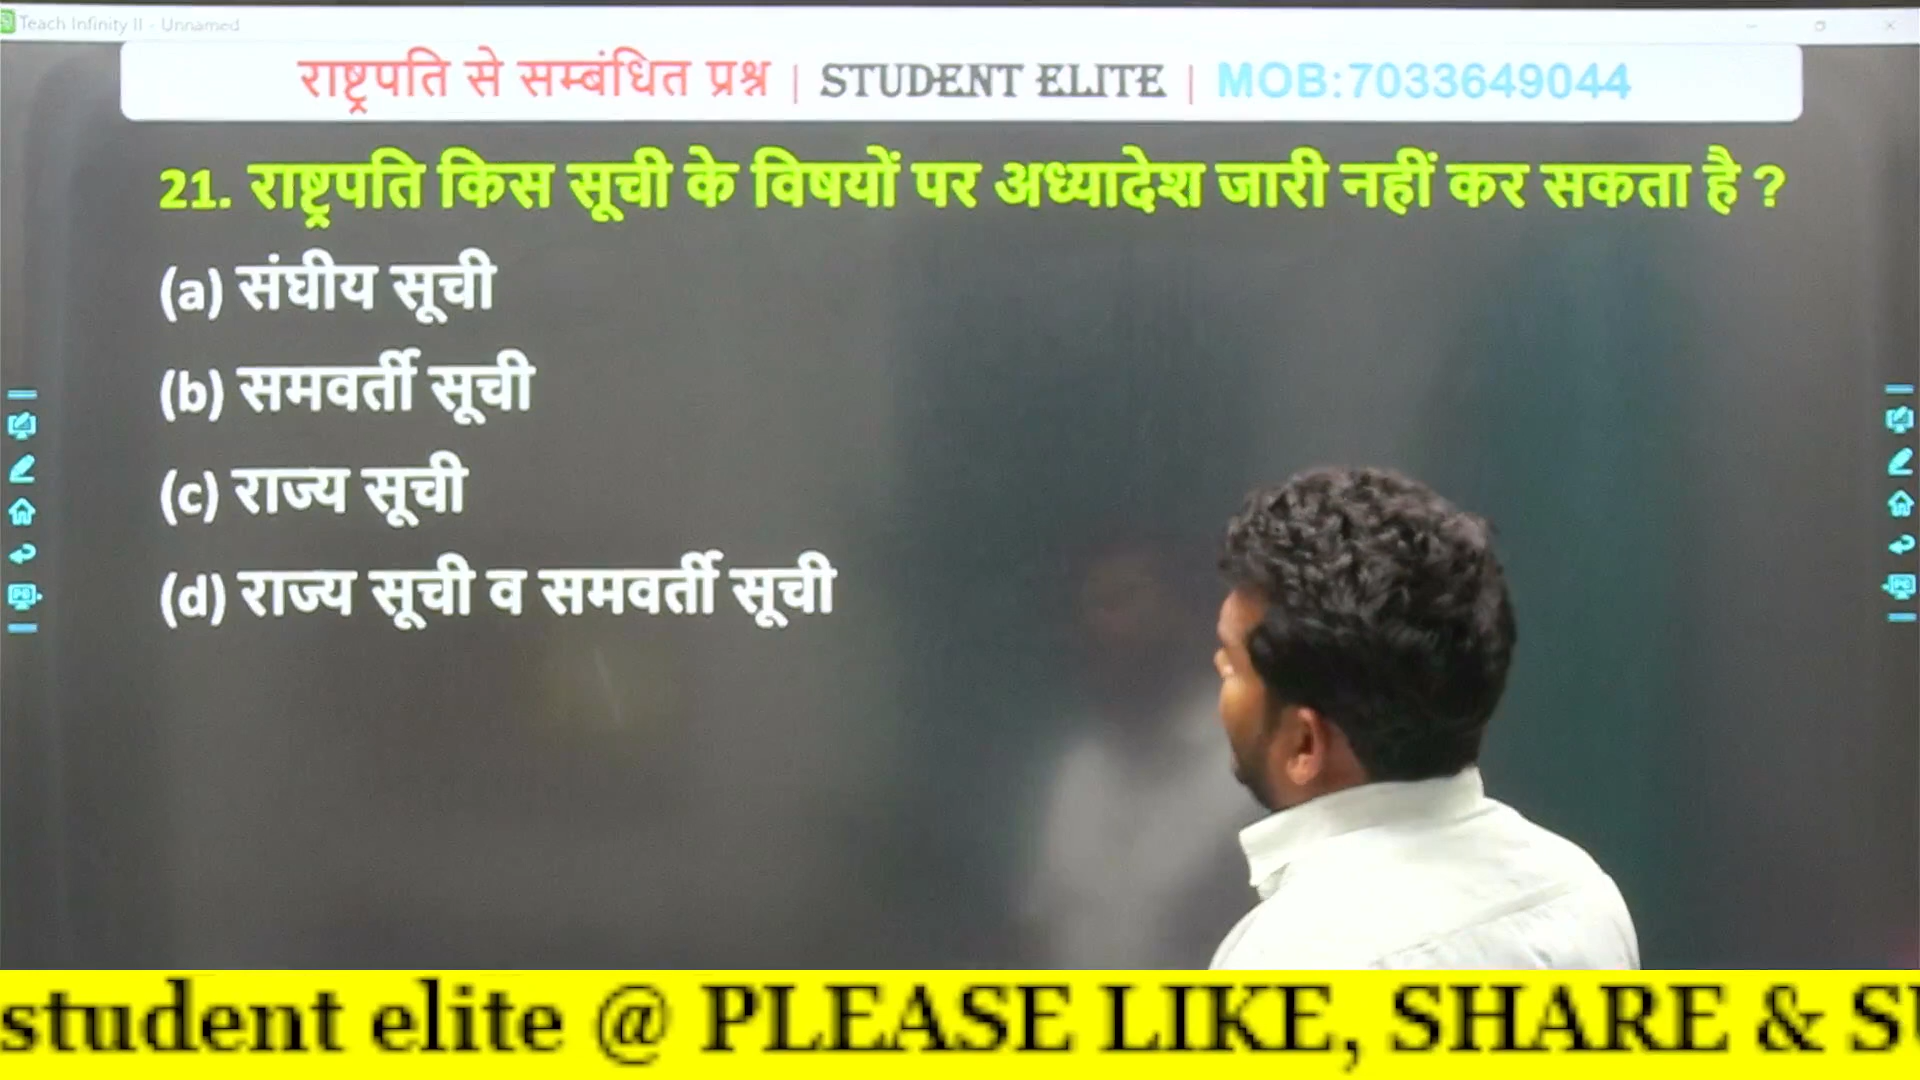 Teach Infinity II - Unnamed
राष्ट्रपति से सम्बंधित प्रश्न | STUDENT ELITE | MOB:7033649044
21. राष्ट्रपति किस सूची के विषयों पर अध्यादेश जारी नहीं कर सकता है ?
(a) संघीय सूची
(b) समवर्ती सूची
(c) राज्य सूची
(d) राज्य सूची व समवर्ती सूची
student elite @ PLEASE LIKE, SHARE & S